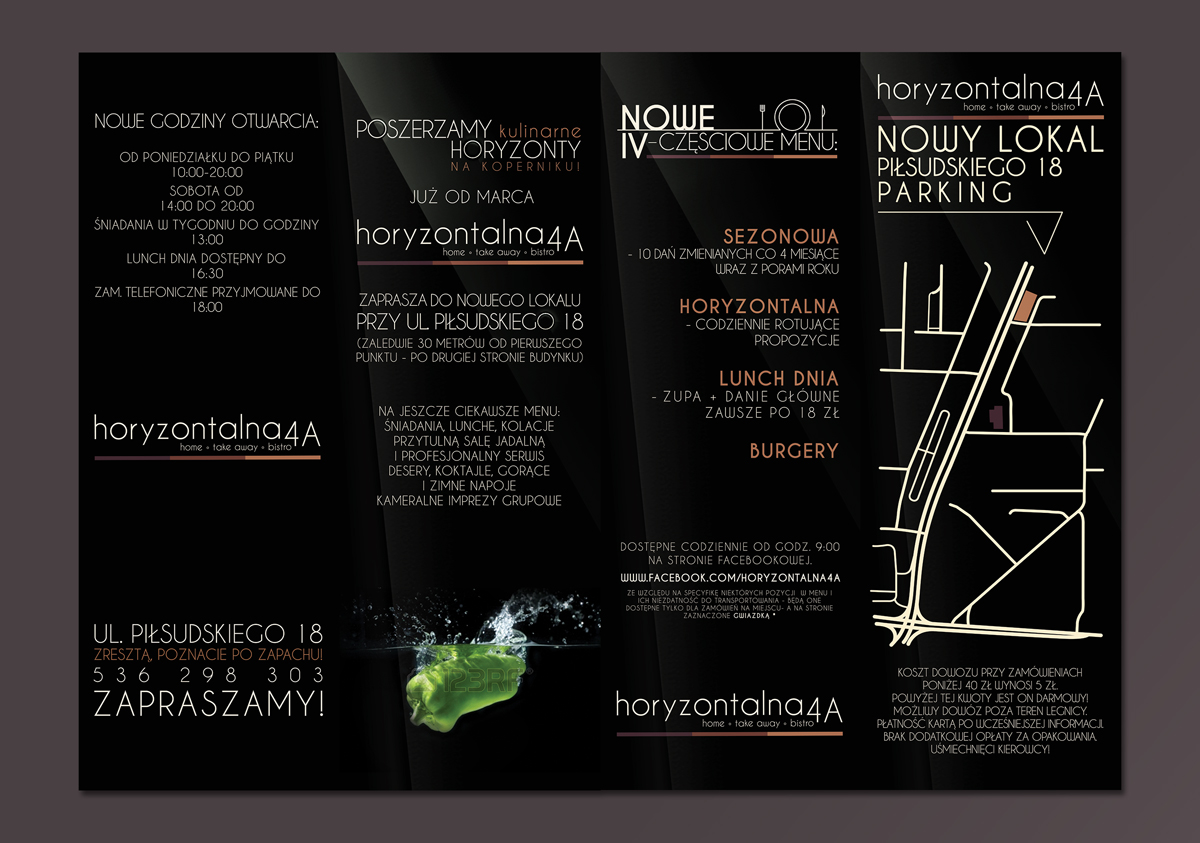 NOWE GODZINY OTWARCIA:
OD PONIEDZIAŁKU DO PIĄTKU
10:00-20:00
SOBOTA OD
14:00 DO 20:00
ŚNIADANIA W TYGODNIU DO GODZINY
13:00
LUNCH DNIA DOSTĘPNY DO
16:30
ZAM. TELEFONICZNE PRZYJMOWANE DO
18:00
horyzontalna4A
home • take away • bistro
UL. PIŁSUDSKIEGO 18
ZRESZTĄ, POZNACIE PO ZAPACHU!
536 298 303
ZAPRASZAMY!
POSZERZAMY kulinarne
HORYZONTY
NA KOPERNIKU!
JUŻ OD MARCA
horyzontalna4A
home • take away • bistro
ZAPRASZA DO NOWEGO LOKALU
PRZY UL. PIŁSUDSKIEGO 18
(ZALEDWIE 30 METRÓW OD PIERWSZEGO
PUNKTU - PO DRUGIEJ STRONIE BUDYNKU)
NA JESZCZE CIEKAWSZE MENU:
ŚNIADANIA, LUNCHE, KOLACJE
PRZYTULNĄ SALĘ JADALNĄ
I PROFESJONALNY SERWIS
DESERY, KOKTAJLE, GORĄCE
I ZIMNE NAPOJE
KAMERALNE IMPREZY GRUPOWE
123RF
NOWE
IV-CZĘŚCIOWE MENU:
SEZONOWA
- 10 DAŃ ZMIENIANYCH CO 4 MIESIĄCE
WRAZ Z PORAMI ROKU
HORYZONTALNA
- CODZIENNIE ROTUJĄCE
PROPOZYCJE
LUNCH DNIA
- ZUPA + DANIE GŁÓWNE
ZAWSZE PO 18 ZŁ
BURGERY
DOSTĘPNE CODZIENNIE OD GODZ. 9:00
NA STRONIE FACEBOOKOWEJ.
WWW.FACEBOOK.COM/HORYZONTALNA4A
ZE WZGLĘDU NA SPECYFIKĘ NIEKTÓRYCH POZYCJI W MENU I
ICH NIEZDATNOŚĆ DO TRANSPORTOWANIA - BĘDĄ ONE
DOSTĘPNE TYLKO DLA ZAMÓWIEŃ NA MIEJSCU- A NA STRONIE
ZAZNACZONE GWIAZDKĄ *
horyzontalna4A
home • take away • bistro
horyzontalna4A
home • take away • bistro
NOWY LOKAL
PIŁSUDSKIEGO 18
PARKING
KOSZT DOWOZU PRZY ZAMÓWIENIACH
PONIŻEJ 40 ZŁ WYNOSI 5 ZŁ.
POWYŻEJ TEJ KWOTY JEST ON DARMOWY!
MOŻLIWY DOWÓZ POZA TEREN LEGNICY.
PŁATNOŚĆ KARTĄ PO WCZEŚNIEJSZEJ INFORMACJI.
BRAK DODATKOWEJ OPŁATY ZA OPAKOWANIA.
UŚMIECHNIĘCI KIEROWCY!